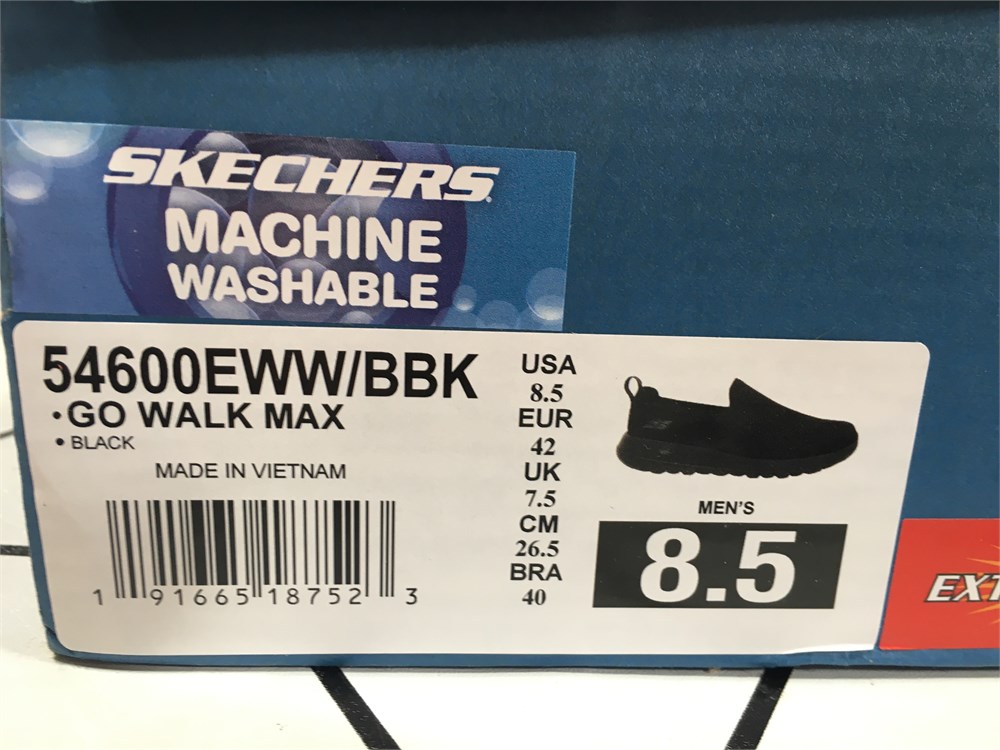 SKECHERS
MACHINE
WASHABLE
54600EWW/BBK
• GO WALK MAX
• BLACK
MADE IN VIETNAM
1 91665 18752 3
USA
8.5
EUR
42
UK
7.5
CM
26.5
BRA
40
MEN'S
8.5